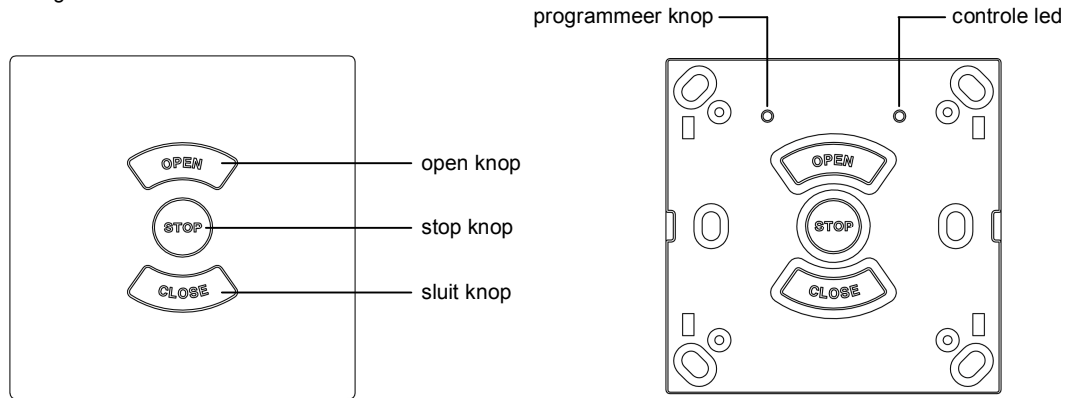 programmeer knop
controle led
OPEN
open knop
STOP
stop knop
CLOSE
sluit knop
OPEN
STOP
CLOSE